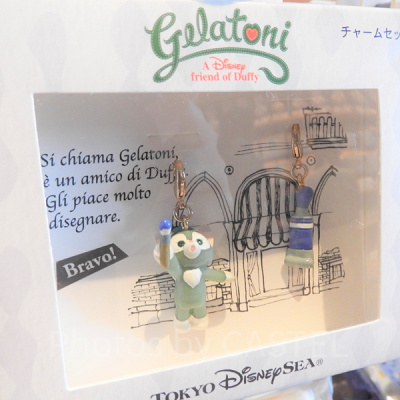 Gelatoni
A Disney
friend of Duffy
チャームセッ
Si chiama Gelatoni,
è un amico di Duff
Gli piace molto
disegnare.
Bravo!
TOKYO DISNEYSEA®